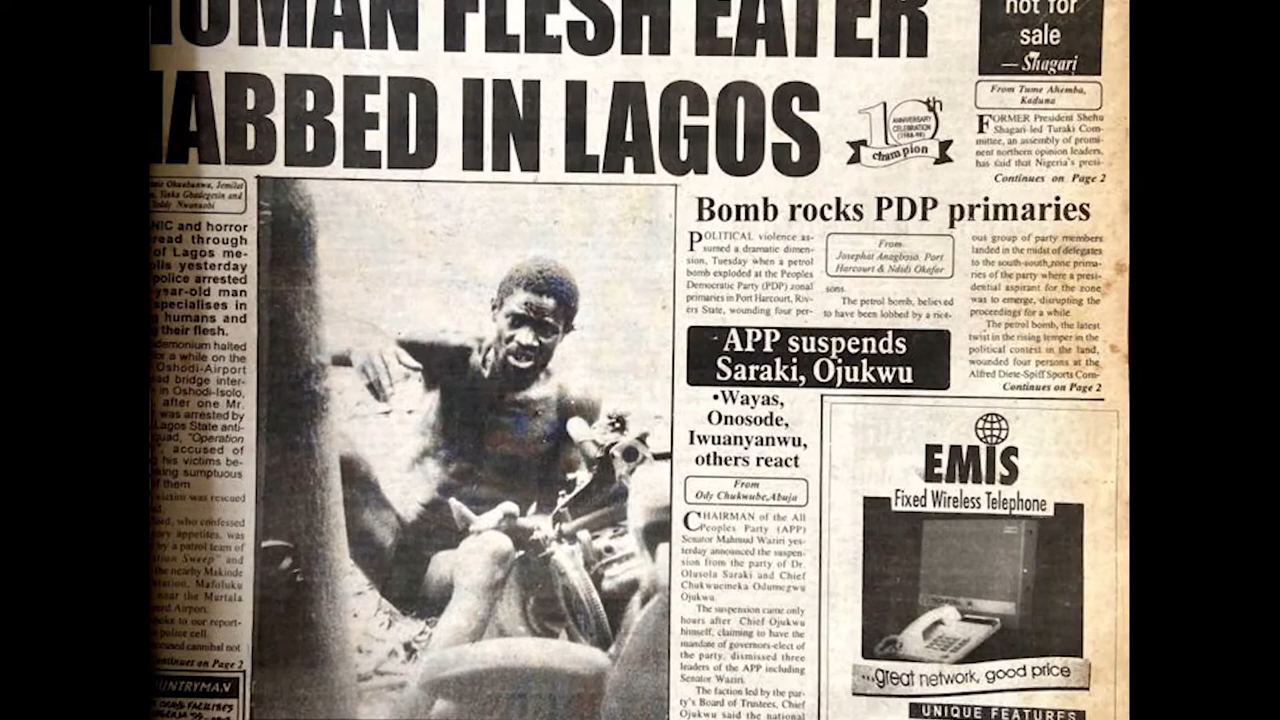 HUMAN FLESH EATER
NABBED IN LAGOS
10th
ANNIVERSARY
CELEBRATION
champion
not for
sale
— Shagari
From Tume Ahemba,
Kaduna
FORMER President Shehu
Shagari-led Turaki Com-
mittee, an assembly of promi-
nent northern opinion leaders,
has said that Nigeria's presi-
Continues on Page 2
NIC and horror
read through
of Lagos me-
lis yesterday
police arrested
year-old man
specialises in
humans and
their flesh.
demonium halted
for a while on the
Oshodi-Airport
ad bridge inter-
in Oshodi-Isolo,
after one Mr.
was arrested by
Lagos State anti-
quad, "Operation
, accused of
his victims be-
king sumptuous
of them
victim was rescued
, who confessed
ry appetites, was
by a patrol team of
Sweep" and
the nearby Makinde
Mafoluku
near the Murtala
Airport.
to our report-
police cell.
cannibal not
ontinues on Page 2
UNTRYMAN
Bomb rocks PDP primaries
POLITICAL violence as-
sumed a dramatic dimen-
sion, Tuesday when a petrol
bomb exploded at the Peoples
Democratic Party (PDP) zonal
primaries in Port Harcourt, Riv-
ers State, wounding four per-
From
Josephat Anagboso, Port
Harcourt & Ndidi Okafor
sons.
The petrol bomb, believed
to have been lobbied by a riot-
ous group of party members
landed in the midst of delegates
to the south-south zone prima-
ries of the party where a presi-
dential aspirant for the zone
was to emerge, disrupting the
proceedings for a while.
The petrol bomb, the latest
twist in the rising temper in the
political contest in the land,
wounded four persons at the
Alfred Diete-Spiff Sports Com-
Continues on Page 2
APP suspends
Saraki, Ojukwu
•Wayas,
Onosode,
Iwuanyanwu,
others react
From
Ody Chukwube, Abuja
CHAIRMAN of the All
Peoples Party (APP)
Senator Mahmud Waziri yes-
terday announced the suspen-
sion from the party of Dr.
Olusola Saraki and Chief
Chukwuemeka Odumegwu
Ojukwu.
The suspension came only
hours after Chief Ojukwu
himself, claiming to have the
mandate of governors-elect of
the party, dismissed three
leaders of the APP including
Senator Waziri.
The faction led by the par-
ty's Board of Trustees, Chief
Ojukwu said the national
EMIS
Fixed Wireless Telephone
...great network, good price
UNIQUE FEATURES